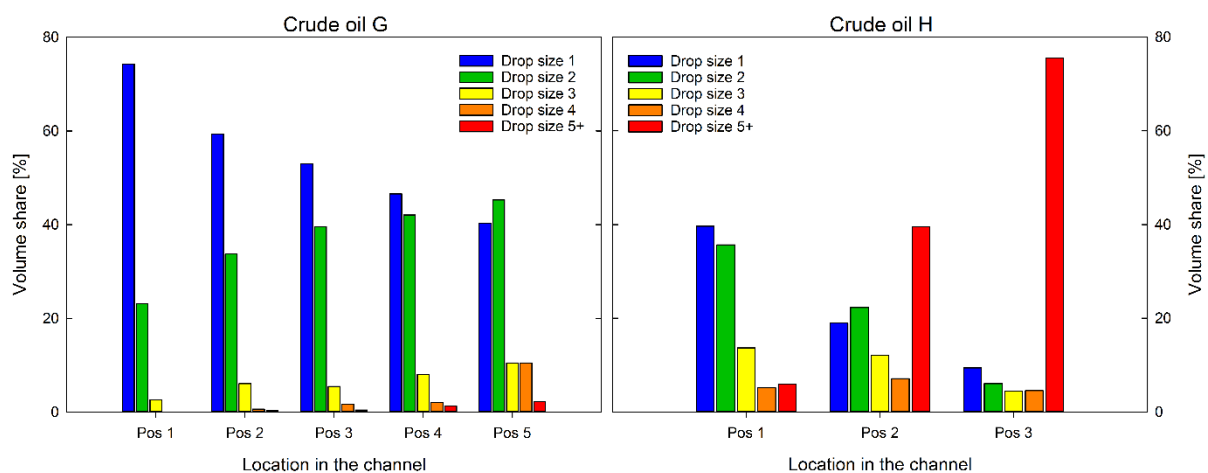 Crude oil G
Crude oil H
80
60
40
20
0
Volume share [%]
Drop size 1
Drop size 2
Drop size 3
Drop size 4
Drop size 5+
Pos 1
Pos 2
Pos 3
Pos 4
Pos 5
Location in the channel
Drop size 1
Drop size 2
Drop size 3
Drop size 4
Drop size 5+
Pos 1
Pos 2
Pos 3
Location in the channel
80
60
40
20
0
Volume share [%]